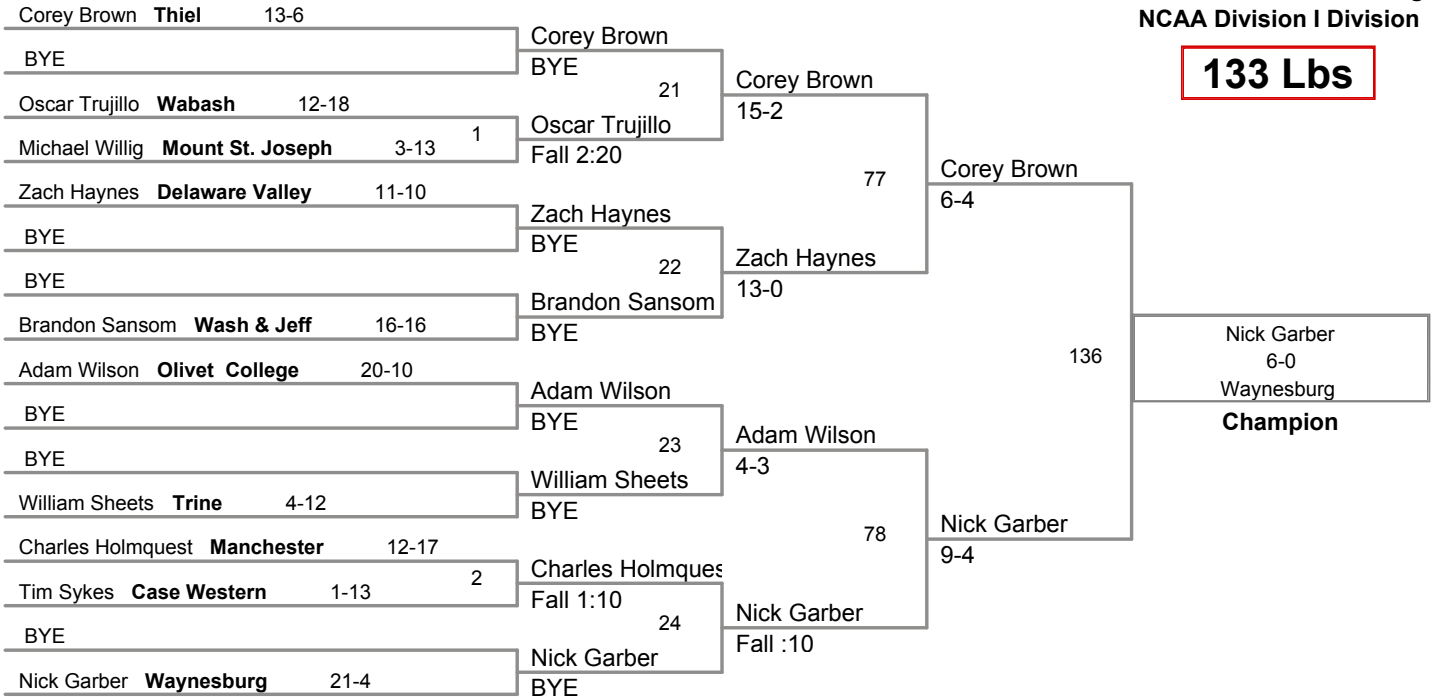 NCAA Division I Division
133 Lbs
Corey Brown Thiel 13-6
BYE
Oscar Trujillo Wabash 12-18
Michael Willig Mount St. Joseph 3-13
1
Zach Haynes Delaware Valley 11-10
BYE
BYE
Brandon Sansom Wash & Jeff 16-16
Adam Wilson Olivet College 20-10
BYE
BYE
William Sheets Trine 4-12
Charles Holmquest Manchester 12-17
Tim Sykes Case Western 1-13
2
BYE
Nick Garber Waynesburg 21-4
Corey Brown
BYE
21
Oscar Trujillo
Fall 2:20
Zach Haynes
BYE
22
Brandon Sansom
BYE
Adam Wilson
BYE
23
William Sheets
BYE
Charles Holmques
Fall 1:10
24
Nick Garber
BYE
Corey Brown
15-2
77
Zach Haynes
13-0
Adam Wilson
4-3
78
Nick Garber
Fall :10
Corey Brown
6-4
136
Nick Garber
9-4
Nick Garber
6-0
Waynesburg
Champion